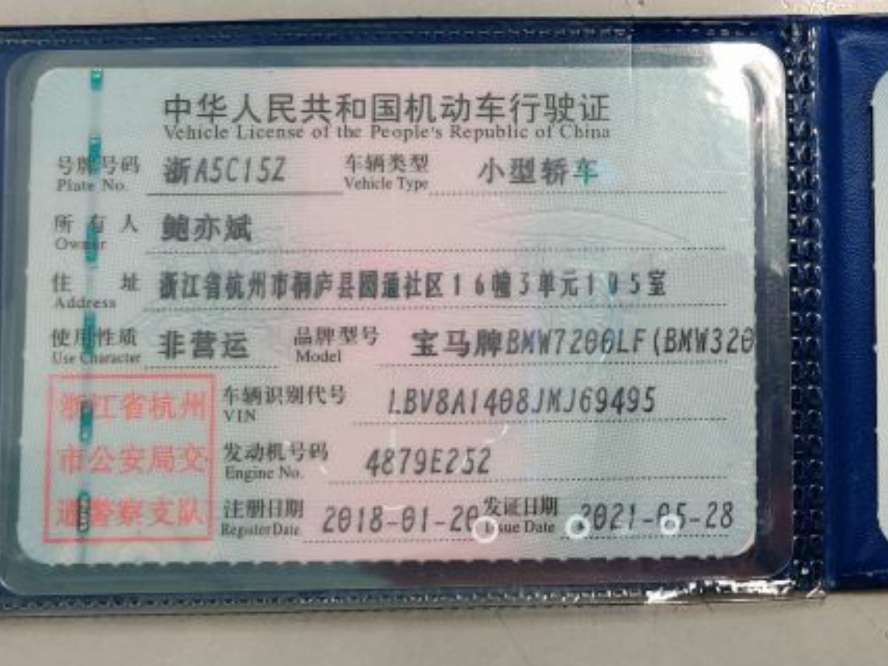 中华人民共和国机动车行驶证
Vehicle License of the People's Republic of China
号牌号码 浙A5C15Z 车辆类型 小型轿车
Plate No. Vehicle Type
所有人 鲍亦斌
Owner
住址 浙江省杭州市桐庐县圆通社区16幢3单元105室
Address
使用性质 非营运 品牌型号 宝马牌BMW7200LF(BMW320
Use Character Model
浙江省杭州 车辆识别代号 LBV8A1408JMJ69495
VIN
市公安局交 发动机号码 4879E252
Engine No.
通警察支队 注册日期 2018-01-20 发证日期 2021-05-28
Register Date Issue Date